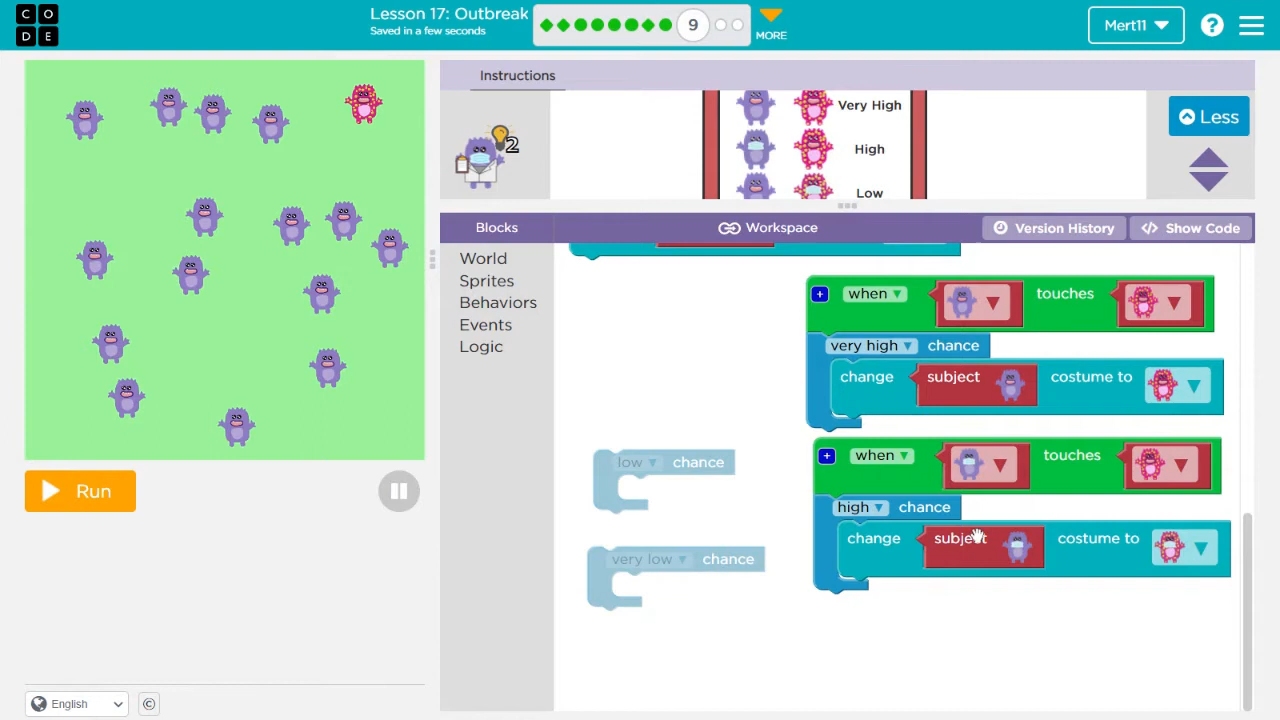 CO
DE
Lesson 17: Outbreak
Saved in a few seconds
9
MORE
Mert11
?
Instructions
2
Very High
High
Low
Less
Blocks
Workspace
Version History
</> Show Code
World
Sprites
Behaviors
Events
Logic
+ when touches
very high chance
change subject costume to
+ when touches
high chance
change subject costume to
low chance
very low chance
Run
English
©